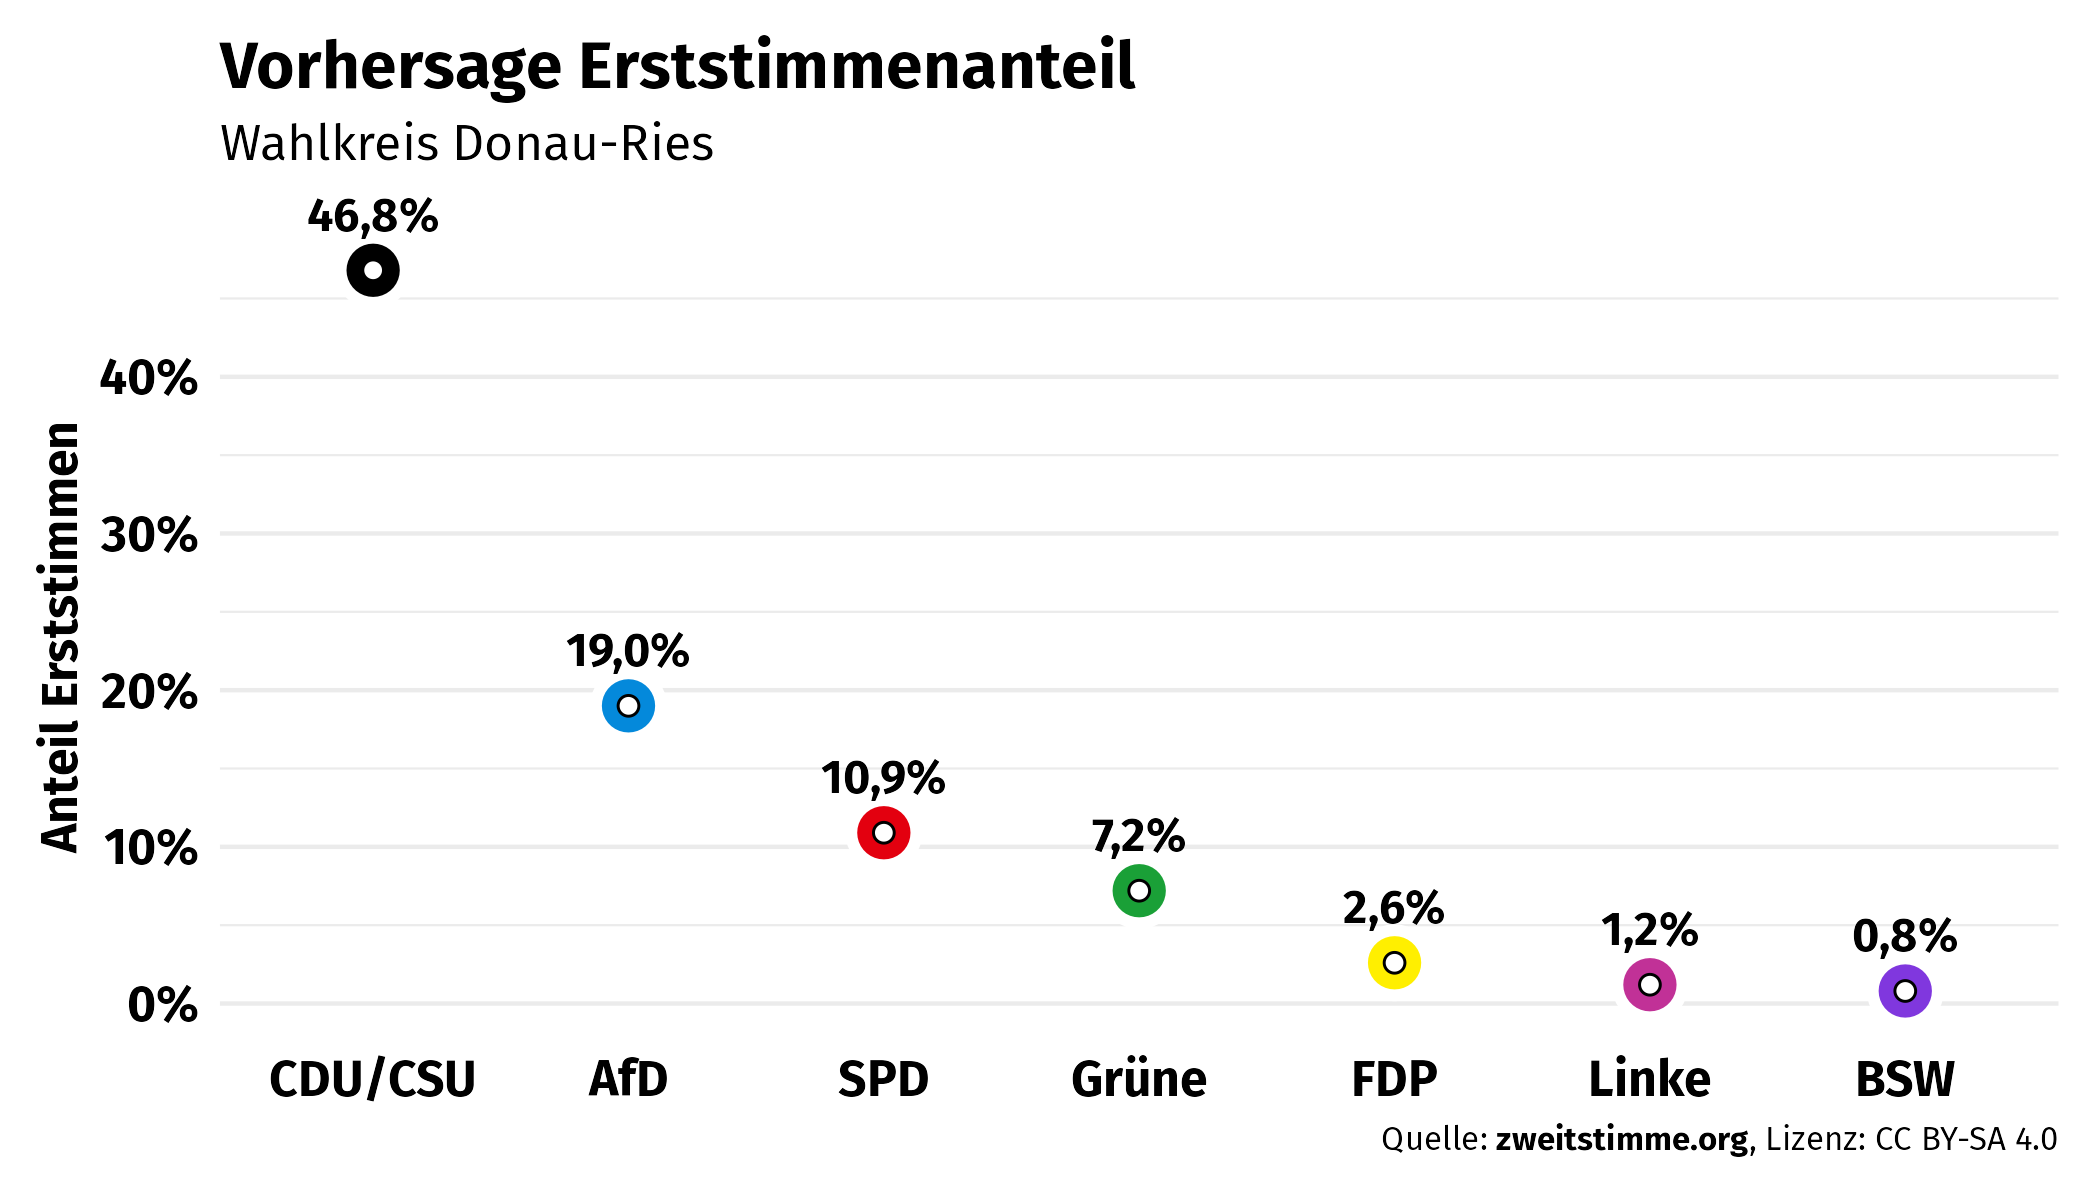 Vorhersage Erststimmenanteil
Wahlkreis Donau-Ries
46,8%
40%
30%
20%
10%
0%
Anteil Erststimmen
19,0%
10,9%
7,2%
2,6%
1,2%
0,8%
CDU/CSU AfD SPD Grüne FDP Linke BSW
Quelle: zweitstimme.org, Lizenz: CC BY-SA 4.0